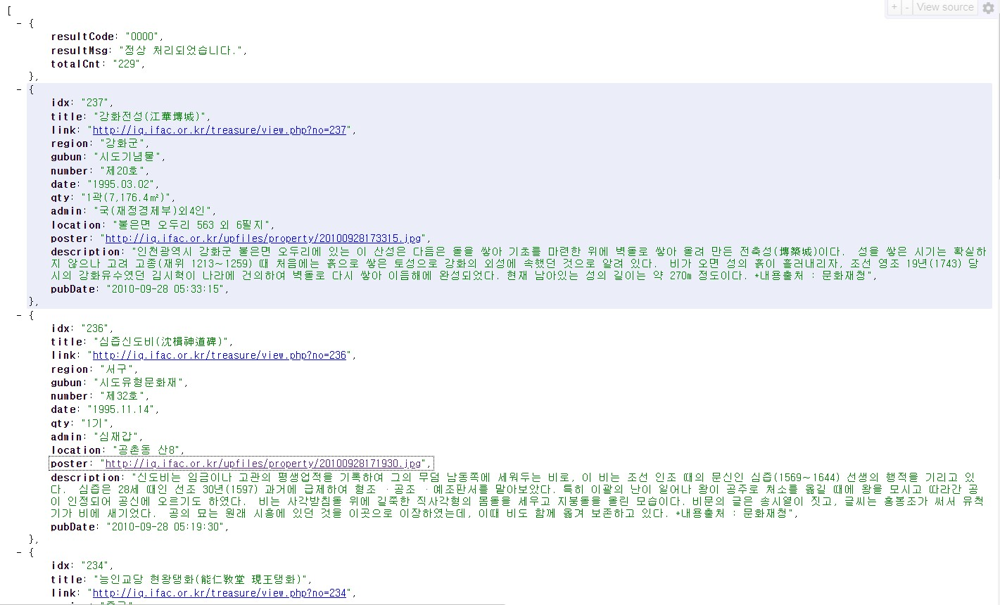 + - View source
[
- {
resultCode: "0000",
resultMsg: "정상 처리되었습니다.",
totalCnt: "229",
},
- {
idx: "237",
title: "강화전성(江華塼城)",
link: "http://iq.ifac.or.kr/treasure/view.php?no=237",
region: "강화군",
gubun: "시도기념물",
number: "제20호",
date: "1995.03.02",
qty: "1곽(7,176.4㎡)",
admin: "국(재정경제부)외4인",
location: "불은면 오두리 563 외 6필지",
poster: "http://iq.ifac.or.kr/upfiles/property/20100928173315.jpg",
description: "인천광역시 강화군 불은면 오두리에 있는 이 산성은 다듬은 돌을 쌓아 기초를 마련한 위에 벽돌로 쌓아 올려 만든 전축성(塼築城)이다. 성을 쌓은 시기는 확실하
지 않으나 고려 고종(재위 1213~1259) 때 처음에는 흙으로 쌓은 토성으로 강화의 외성에 속했던 것으로 알려 있다. 비가 오면 성의 흙이 흘러내리자, 조선 영조 19년(1743) 당
시의 강화유수였던 김시혁이 나라에 건의하여 벽돌로 다시 쌓아 이듬해에 완성되었다. 현재 남아있는 성의 길이는 약 270m 정도이다. *내용출처 : 문화재청",
pubDate: "2010-09-28 05:33:15",
},
- {
idx: "236",
title: "심즙신도비(沈楫神道碑)",
link: "http://iq.ifac.or.kr/treasure/view.php?no=236",
region: "서구",
gubun: "시도유형문화재",
number: "제32호",
date: "1995.11.14",
qty: "1기",
admin: "심재갑",
location: "공촌동 산8",
poster: "http://iq.ifac.or.kr/upfiles/property/20100928171930.jpg",
description: "신도비는 임금이나 고관의 평생업적을 기록하여 그의 무덤 남동쪽에 세워두는 비로, 이 비는 조선 인조 때의 문신인 심즙(1569~1644) 선생의 행적을 기리고 있
다. 심즙은 28세 때인 선조 30년(1597) 과거에 급제하여 형조 · 공조 · 예조판서를 맡아보았다. 특히 이괄의 난이 일어나 왕이 공주로 처소를 옮길 때에 왕을 모시고 따라간 공
이 인정되어 공신에 오르기도 하였다. 비는 사각받침돌 위에 길쭉한 직사각형의 몸돌을 세우고 지붕돌을 올린 모습이다. 비문의 글은 송시열이 짓고, 글씨는 홍봉조가 써서 유척
기가 비에 새기었다. 공의 묘는 원래 시흥에 있던 것을 이곳으로 이장하였는데, 이때 비도 함께 옮겨 보존하고 있다. *내용출처 : 문화재청",
pubDate: "2010-09-28 05:19:30",
},
- {
idx: "234",
title: "능인교당 현왕탱화(能仁敎堂 現王탱화)",
link: "http://iq.ifac.or.kr/treasure/view.php?no=234",